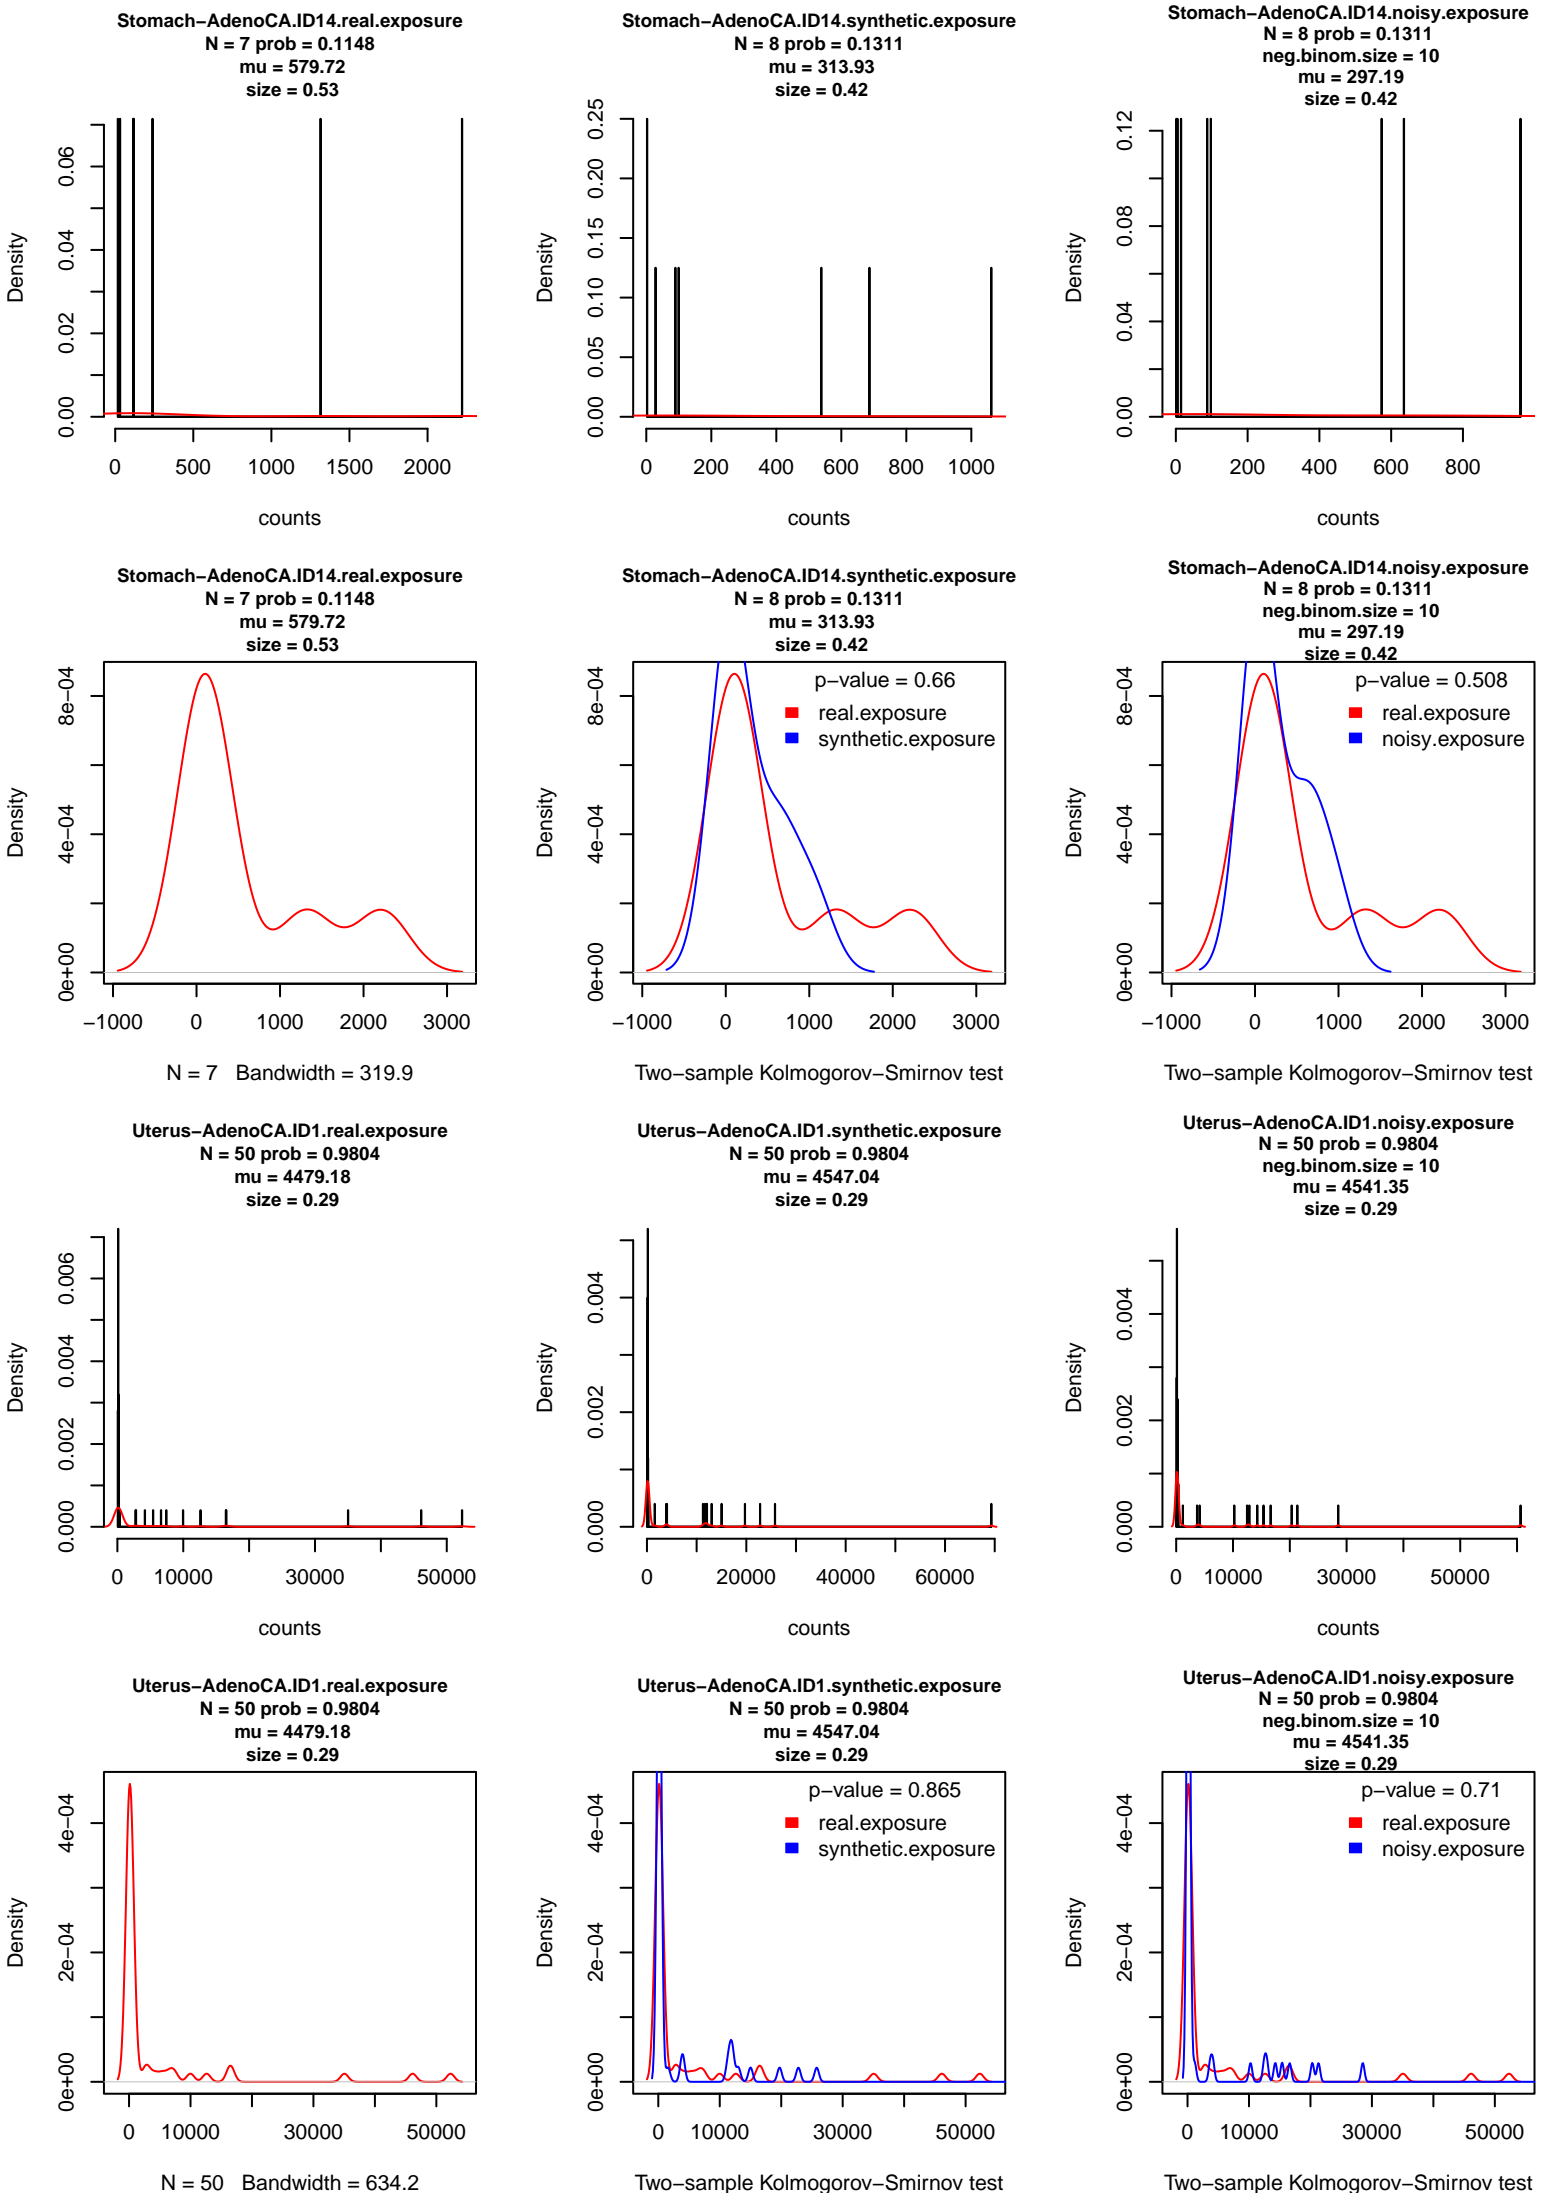 Stomach−AdenoCA.ID14.real.exposure
N = 7 prob = 0.1148
mu = 579.72
size = 0.53
Density
0.00 0.02 0.04 0.06
0 500 1000 1500 2000
counts
Stomach−AdenoCA.ID14.synthetic.exposure
N = 8 prob = 0.1311
mu = 313.93
size = 0.42
Density
0.00 0.05 0.10 0.15 0.20 0.25
0 200 400 600 800 1000
counts
Stomach−AdenoCA.ID14.noisy.exposure
N = 8 prob = 0.1311
neg.binom.size = 10
mu = 297.19
size = 0.42
Density
0.00 0.04 0.08 0.12
0 200 400 600 800
counts
Stomach−AdenoCA.ID14.real.exposure
N = 7 prob = 0.1148
mu = 579.72
size = 0.53
Density
0e+00 4e−04 8e−04
−1000 0 1000 2000 3000
N = 7 Bandwidth = 319.9
Stomach−AdenoCA.ID14.synthetic.exposure
N = 8 prob = 0.1311
mu = 313.93
size = 0.42
p−value = 0.66
real.exposure
synthetic.exposure
Density
0e+00 4e−04 8e−04
−1000 0 1000 2000 3000
Two−sample Kolmogorov−Smirnov test
Stomach−AdenoCA.ID14.noisy.exposure
N = 8 prob = 0.1311
neg.binom.size = 10
mu = 297.19
size = 0.42
p−value = 0.508
real.exposure
noisy.exposure
Density
0e+00 4e−04 8e−04
−1000 0 1000 2000 3000
Two−sample Kolmogorov−Smirnov test
Uterus−AdenoCA.ID1.real.exposure
N = 50 prob = 0.9804
mu = 4479.18
size = 0.29
Density
0.000 0.002 0.004 0.006
0 10000 30000 50000
counts
Uterus−AdenoCA.ID1.synthetic.exposure
N = 50 prob = 0.9804
mu = 4547.04
size = 0.29
Density
0.000 0.002 0.004
0 20000 40000 60000
counts
Uterus−AdenoCA.ID1.noisy.exposure
N = 50 prob = 0.9804
neg.binom.size = 10
mu = 4541.35
size = 0.29
Density
0.000 0.002 0.004
0 10000 30000 50000
counts
Uterus−AdenoCA.ID1.real.exposure
N = 50 prob = 0.9804
mu = 4479.18
size = 0.29
Density
0e+00 2e−04 4e−04
0 10000 30000 50000
N = 50 Bandwidth = 634.2
Uterus−AdenoCA.ID1.synthetic.exposure
N = 50 prob = 0.9804
mu = 4547.04
size = 0.29
p−value = 0.865
real.exposure
synthetic.exposure
Density
0e+00 2e−04 4e−04
0 10000 30000 50000
Two−sample Kolmogorov−Smirnov test
Uterus−AdenoCA.ID1.noisy.exposure
N = 50 prob = 0.9804
neg.binom.size = 10
mu = 4541.35
size = 0.29
p−value = 0.71
real.exposure
noisy.exposure
Density
0e+00 2e−04 4e−04
0 10000 30000 50000
Two−sample Kolmogorov−Smirnov test